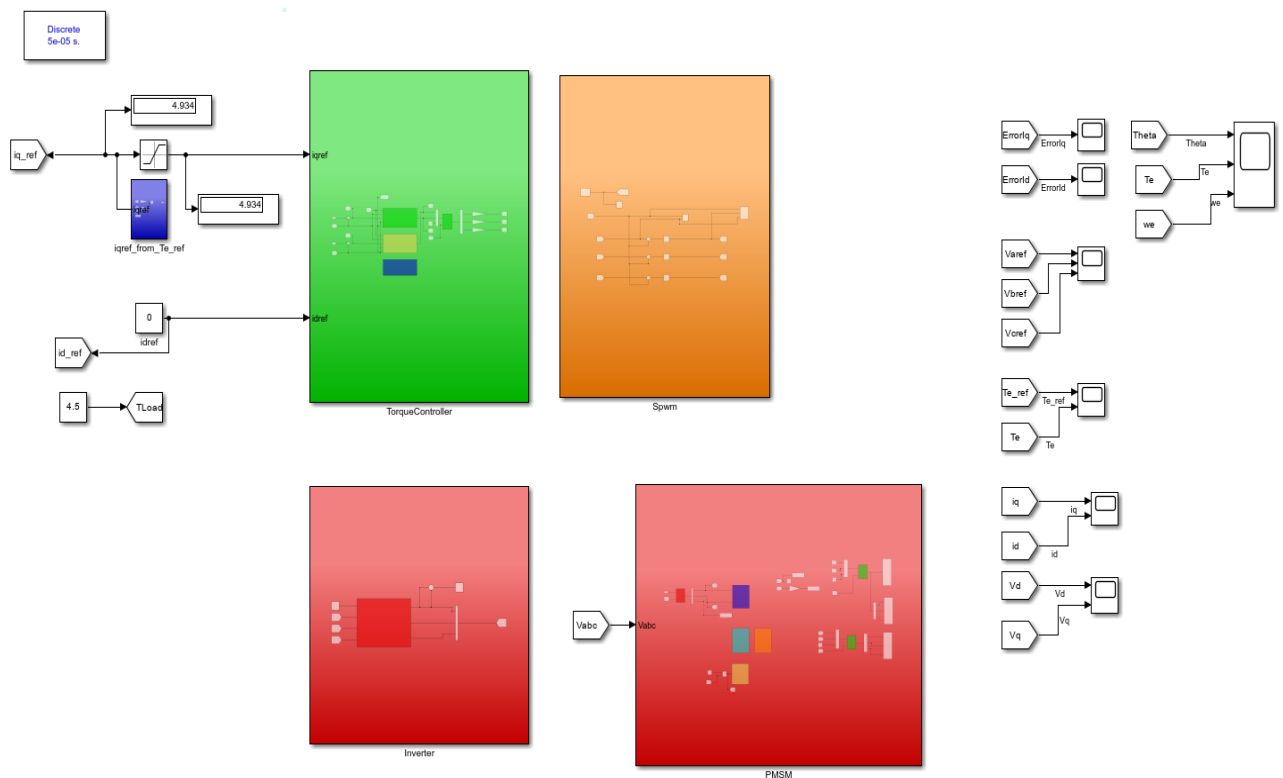 Discrete
5e-05 s.
4.934
iq_ref
iqref
4.934
iqref_from_Te_ref
0
idref
idref
id_ref
4.5
TLoad
TorqueController
Spwm
Inverter
Vabc
Vabc
PMSM
ErrorIq
ErrorIq
ErrorId
ErrorId
Theta
Theta
Te
Te
we
we
Varef
Vbref
Vcref
Te_ref
Te_ref
Te
Te
iq
iq
id
id
Vd
Vd
Vq
Vq